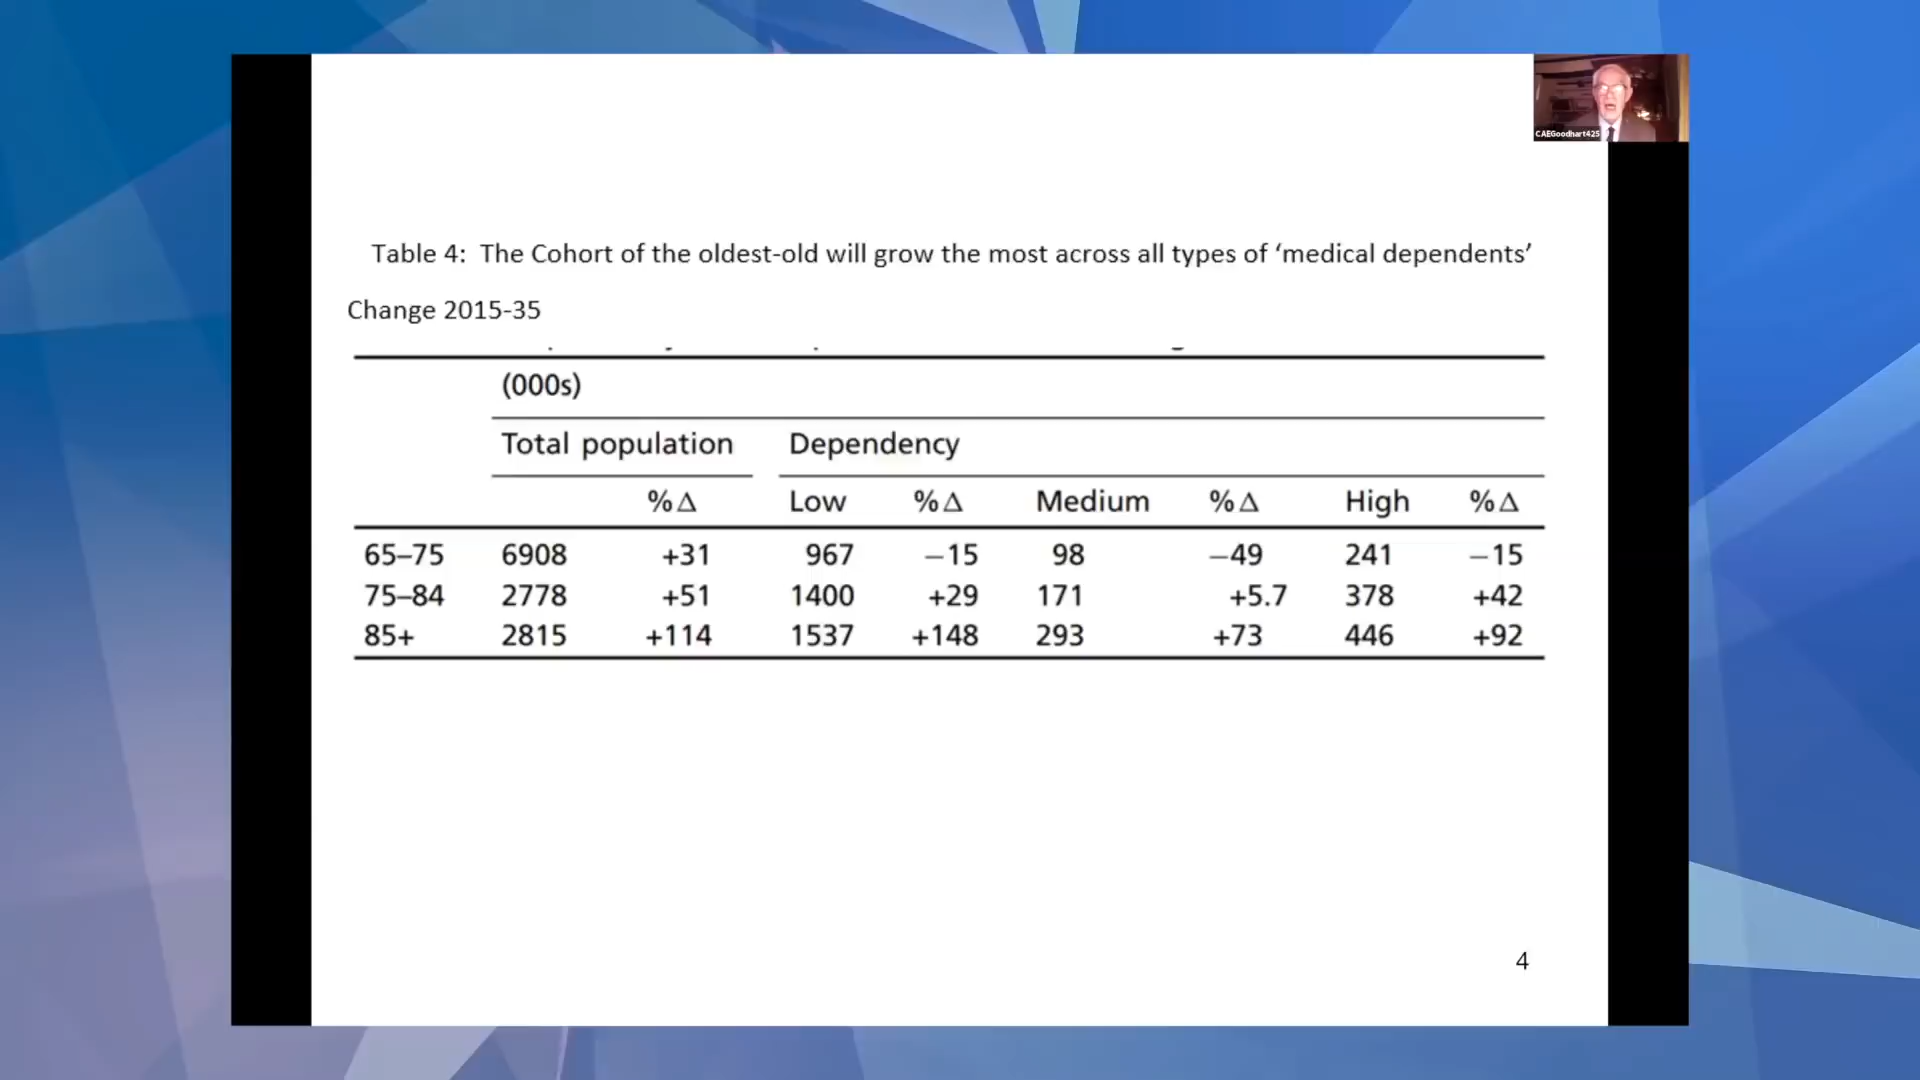 CAEGoodhart425
Table 4: The Cohort of the oldest-old will grow the most across all types of ‘medical dependents’
Change 2015-35
(000s)
Total population Dependency
%Δ Low %Δ Medium %Δ High %Δ
65–75 6908 +31 967 −15 98 −49 241 −15
75–84 2778 +51 1400 +29 171 +5.7 378 +42
85+ 2815 +114 1537 +148 293 +73 446 +92
4